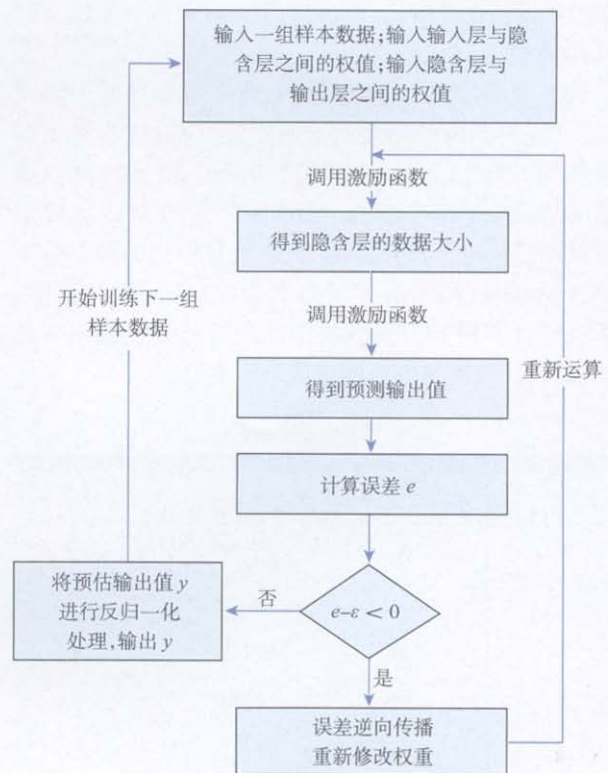 输入一组样本数据;输入输入层与隐
含层之间的权值;输入隐含层与
输出层之间的权值
调用激励函数
得到隐含层的数据大小
开始训练下一组
样本数据
调用激励函数
重新运算
得到预测输出值
计算误差 e
将预估输出值 y
进行反归一化
处理,输出 y
否
e–ε < 0
是
误差逆向传播
重新修改权重